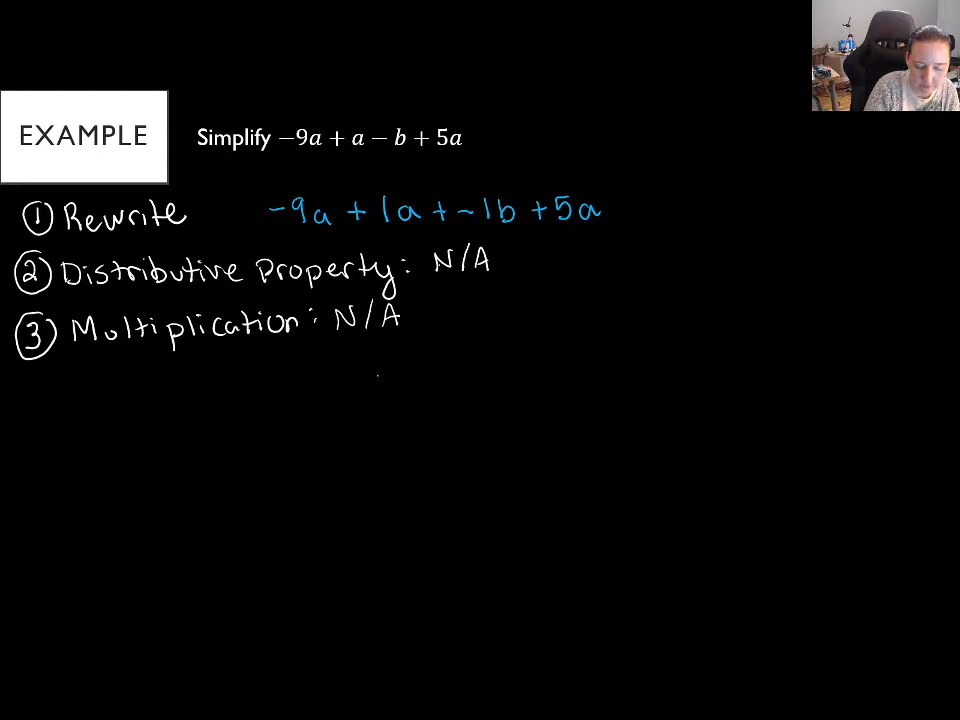 EXAMPLE
Simplify −9a + a − b + 5a
① Rewrite -9a + 1a + -1b + 5a
② Distributive Property: N/A
③ Multiplication: N/A